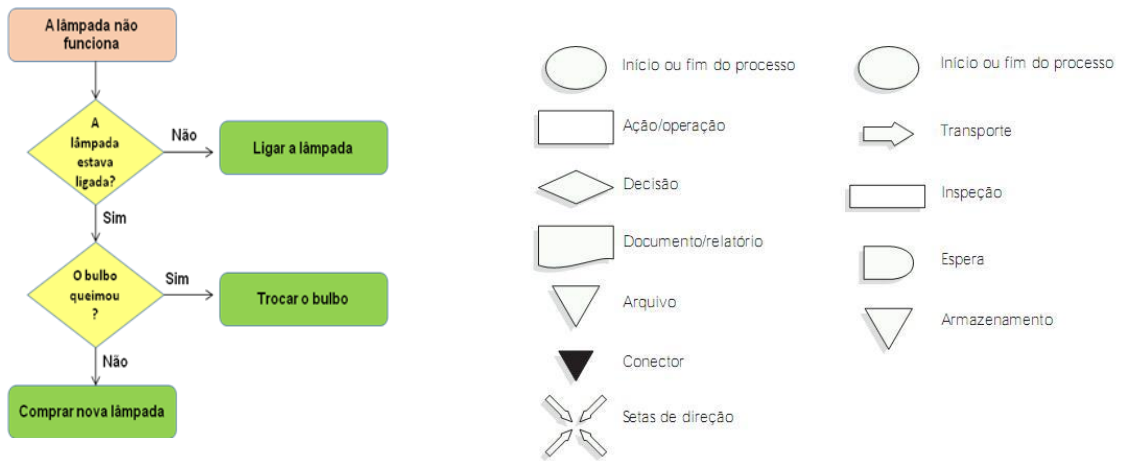 A lâmpada não
funciona
A
lâmpada
estava
ligada?
Não
Ligar a lâmpada
Sim
O bulbo
queimou
?
Sim
Trocar o bulbo
Não
Comprar nova lâmpada
Início ou fim do processo
Ação/operação
Decisão
Documento/relatório
Arquivo
Conector
Setas de direção
Início ou fim do processo
Transporte
Inspeção
Espera
Armazenamento